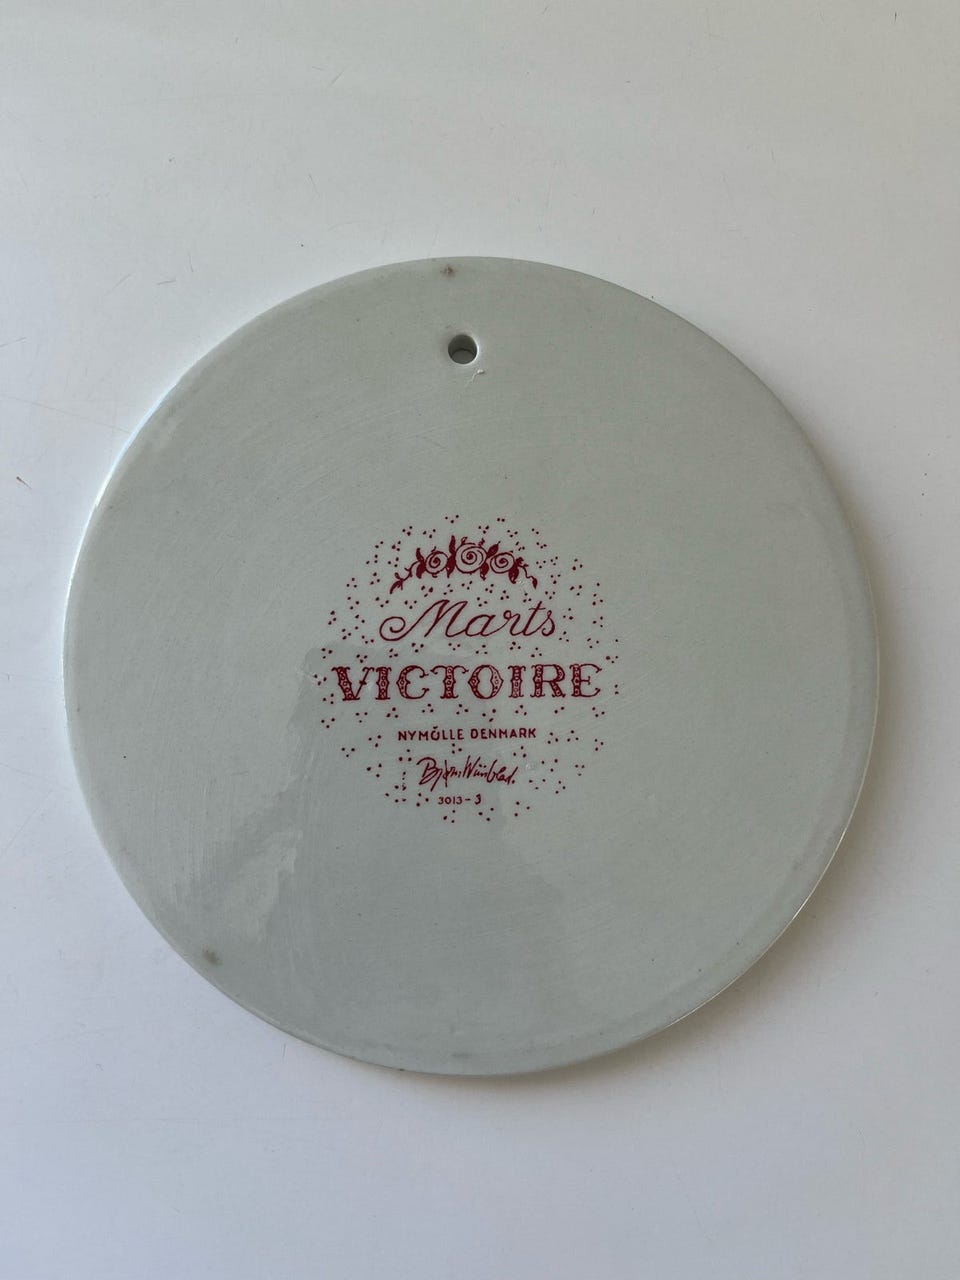 Marts
VICTOIRE
NYMÖLLE DENMARK
Bjørn Wiinblad.
3013-3